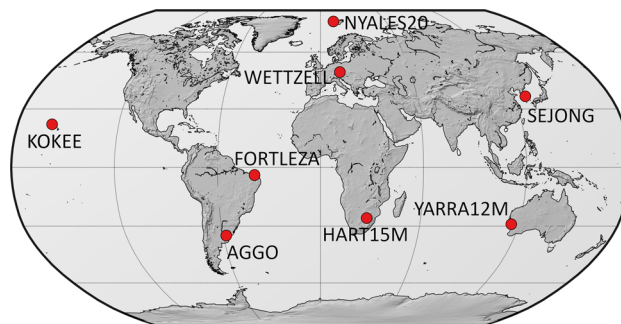 NYALES20
WETTZELL
SEJONG
KOKEE
FORTLEZA
YARRA12M
HART15M
AGGO